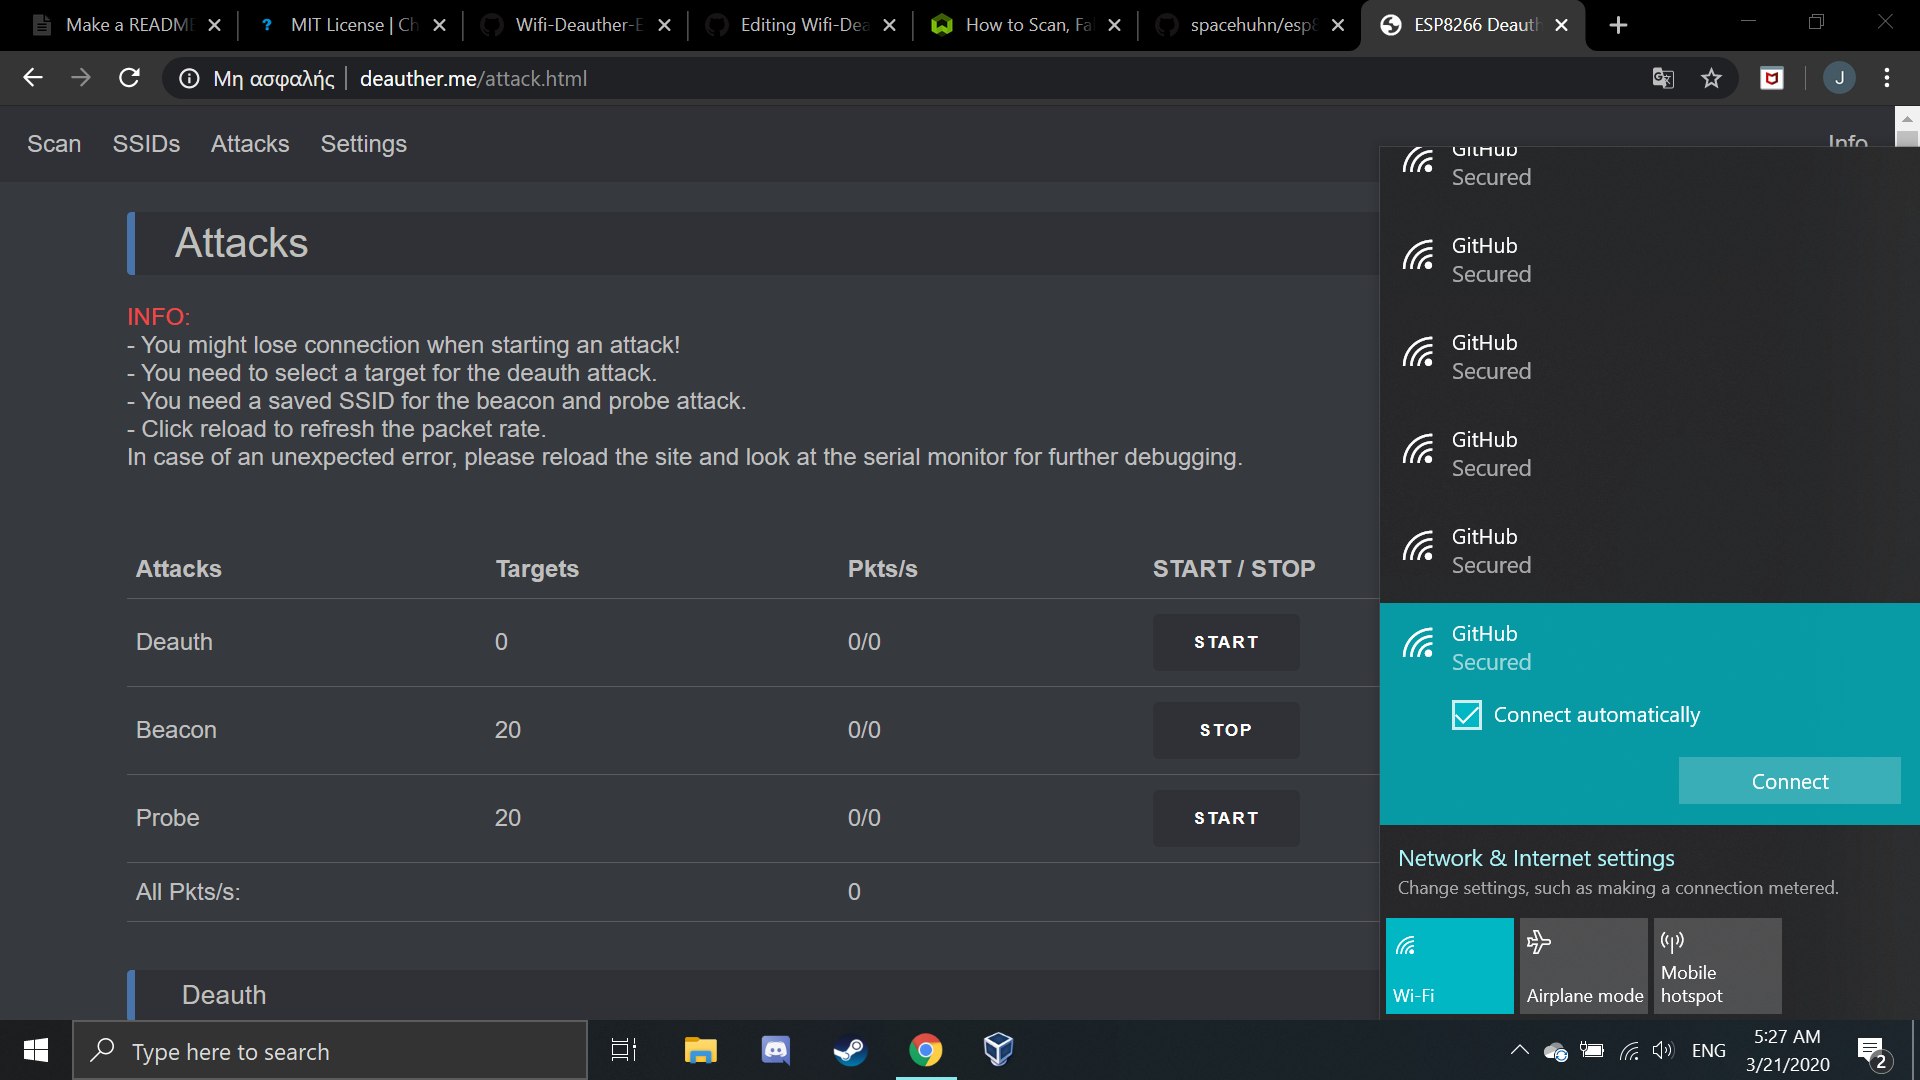 Make a README
MIT License | Ch
Wifi-Deauther-E
Editing Wifi-Dea
How to Scan, Fa
spacehuhn/esp8
ESP8266 Deauth
Μη ασφαλής
deauther.me/attack.html
J
Scan
SSIDs
Attacks
Settings
Info
Attacks
INFO:
- You might lose connection when starting an attack!
- You need to select a target for the deauth attack.
- You need a saved SSID for the beacon and probe attack.
- Click reload to refresh the packet rate.
In case of an unexpected error, please reload the site and look at the serial monitor for further debugging.
Attacks Targets Pkts/s START / STOP
Deauth 0 0/0 START
Beacon 20 0/0 STOP
Probe 20 0/0 START
All Pkts/s: 0
Deauth
GitHub
Secured
GitHub
Secured
GitHub
Secured
GitHub
Secured
GitHub
Secured
GitHub
Secured
Connect automatically
Connect
Network & Internet settings
Change settings, such as making a connection metered.
Wi-Fi
Airplane mode
Mobile
hotspot
Type here to search
ENG
5:27 AM
3/21/2020
2